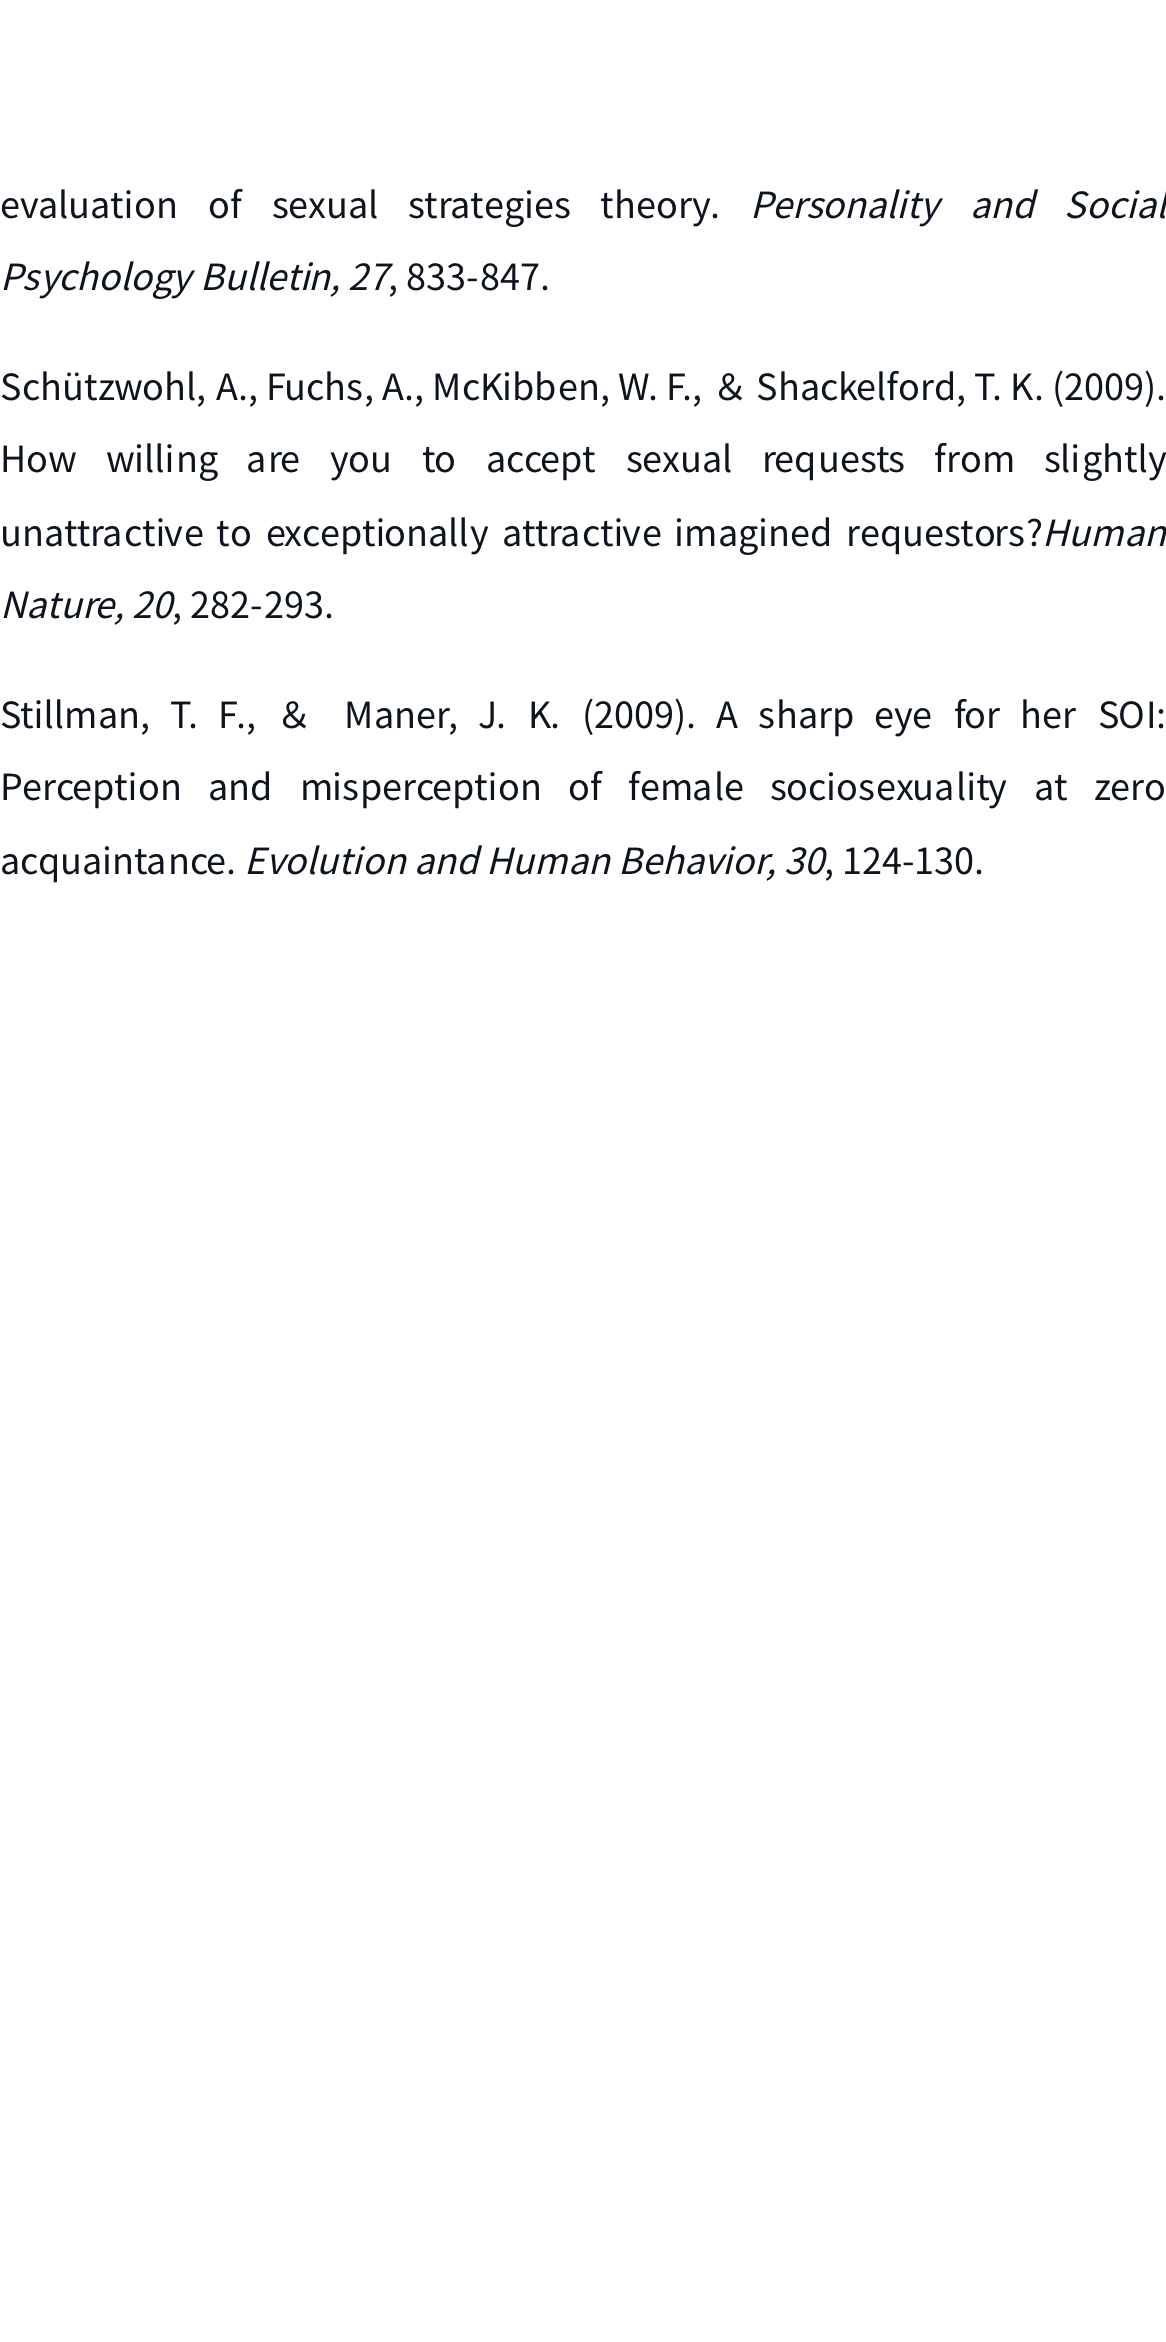 evaluation of sexual strategies theory. Personality and Social
Psychology Bulletin, 27, 833-847.
Schützwohl, A., Fuchs, A., McKibben, W. F., & Shackelford, T. K. (2009).
How willing are you to accept sexual requests from slightly
unattractive to exceptionally attractive imagined requestors?Human
Nature, 20, 282-293.
Stillman, T. F., & Maner, J. K. (2009). A sharp eye for her SOI:
Perception and misperception of female sociosexuality at zero
acquaintance. Evolution and Human Behavior, 30, 124-130.